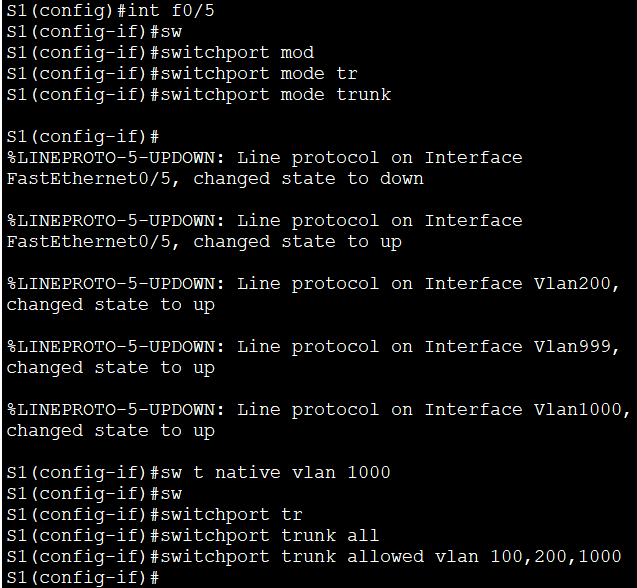 S1(config)#int f0/5
S1(config-if)#sw
S1(config-if)#switchport mod
S1(config-if)#switchport mode tr
S1(config-if)#switchport mode trunk
S1(config-if)#
%LINEPROTO-5-UPDOWN: Line protocol on Interface
FastEthernet0/5, changed state to down
%LINEPROTO-5-UPDOWN: Line protocol on Interface
FastEthernet0/5, changed state to up
%LINEPROTO-5-UPDOWN: Line protocol on Interface Vlan200,
changed state to up
%LINEPROTO-5-UPDOWN: Line protocol on Interface Vlan999,
changed state to up
%LINEPROTO-5-UPDOWN: Line protocol on Interface Vlan1000,
changed state to up
S1(config-if)#sw t native vlan 1000
S1(config-if)#sw
S1(config-if)#switchport tr
S1(config-if)#switchport trunk all
S1(config-if)#switchport trunk allowed vlan 100,200,1000
S1(config-if)#